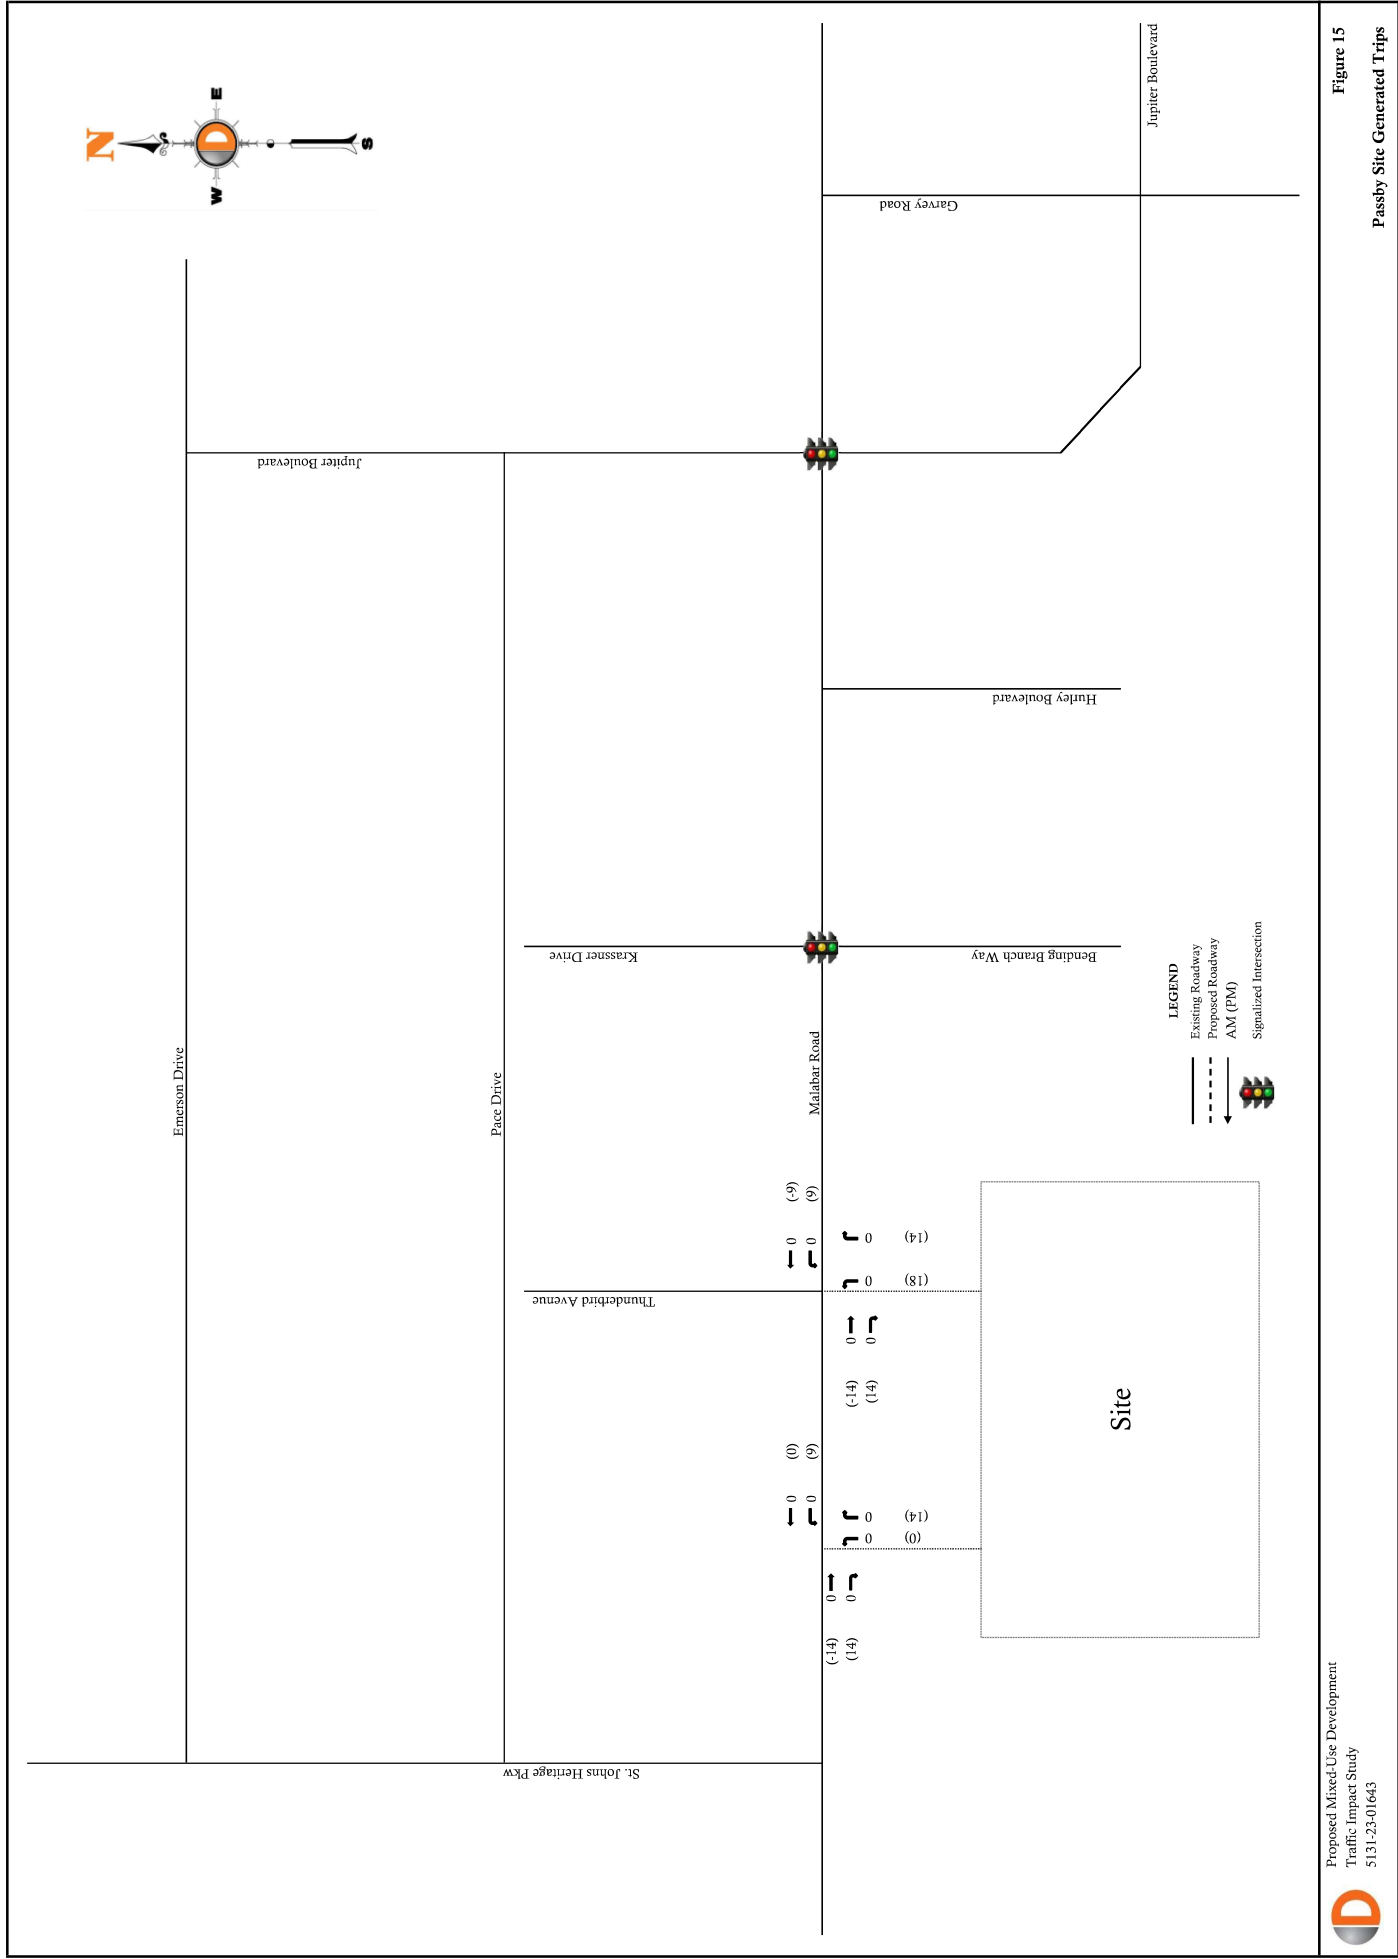 N
W
E
D
S
Emerson Drive
Jupiter Boulevard
Pace Drive
Krassner Drive
Thunderbird Avenue
St. Johns Heritage Pkw
Malabar Road
Garvey Road
Hurley Boulevard
Bending Branch Way
Jupiter Boulevard
0 (0)
0 (9)
0 (-9)
0 (9)
(-14) 0
(14) 0
0 0
(0) (14)
(-14) 0
(14) 0
0 0
(18) (14)
Site
LEGEND
Existing Roadway
Proposed Roadway
AM (PM)
Signalized Intersection
D
Proposed Mixed-Use Development
Traffic Impact Study
5131-23-01643
Figure 15
Passby Site Generated Trips